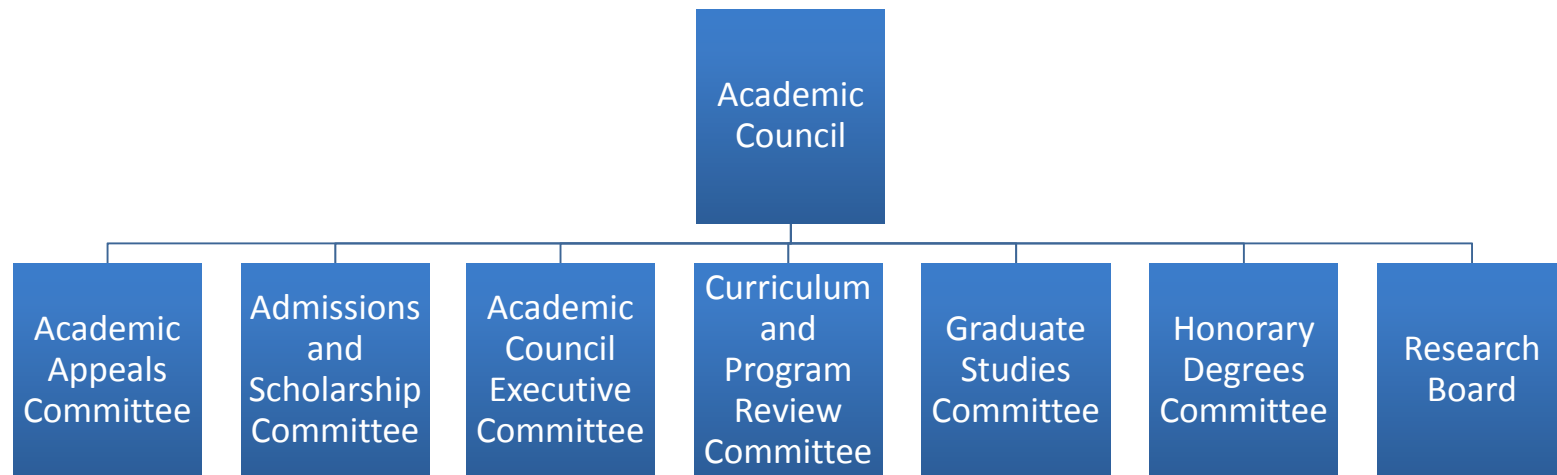 Academic
Council
Academic
Appeals
Committee
Admissions
and
Scholarship
Committee
Academic
Council
Executive
Committee
Curriculum
and
Program
Review
Committee
Graduate
Studies
Committee
Honorary
Degrees
Committee
Research
Board